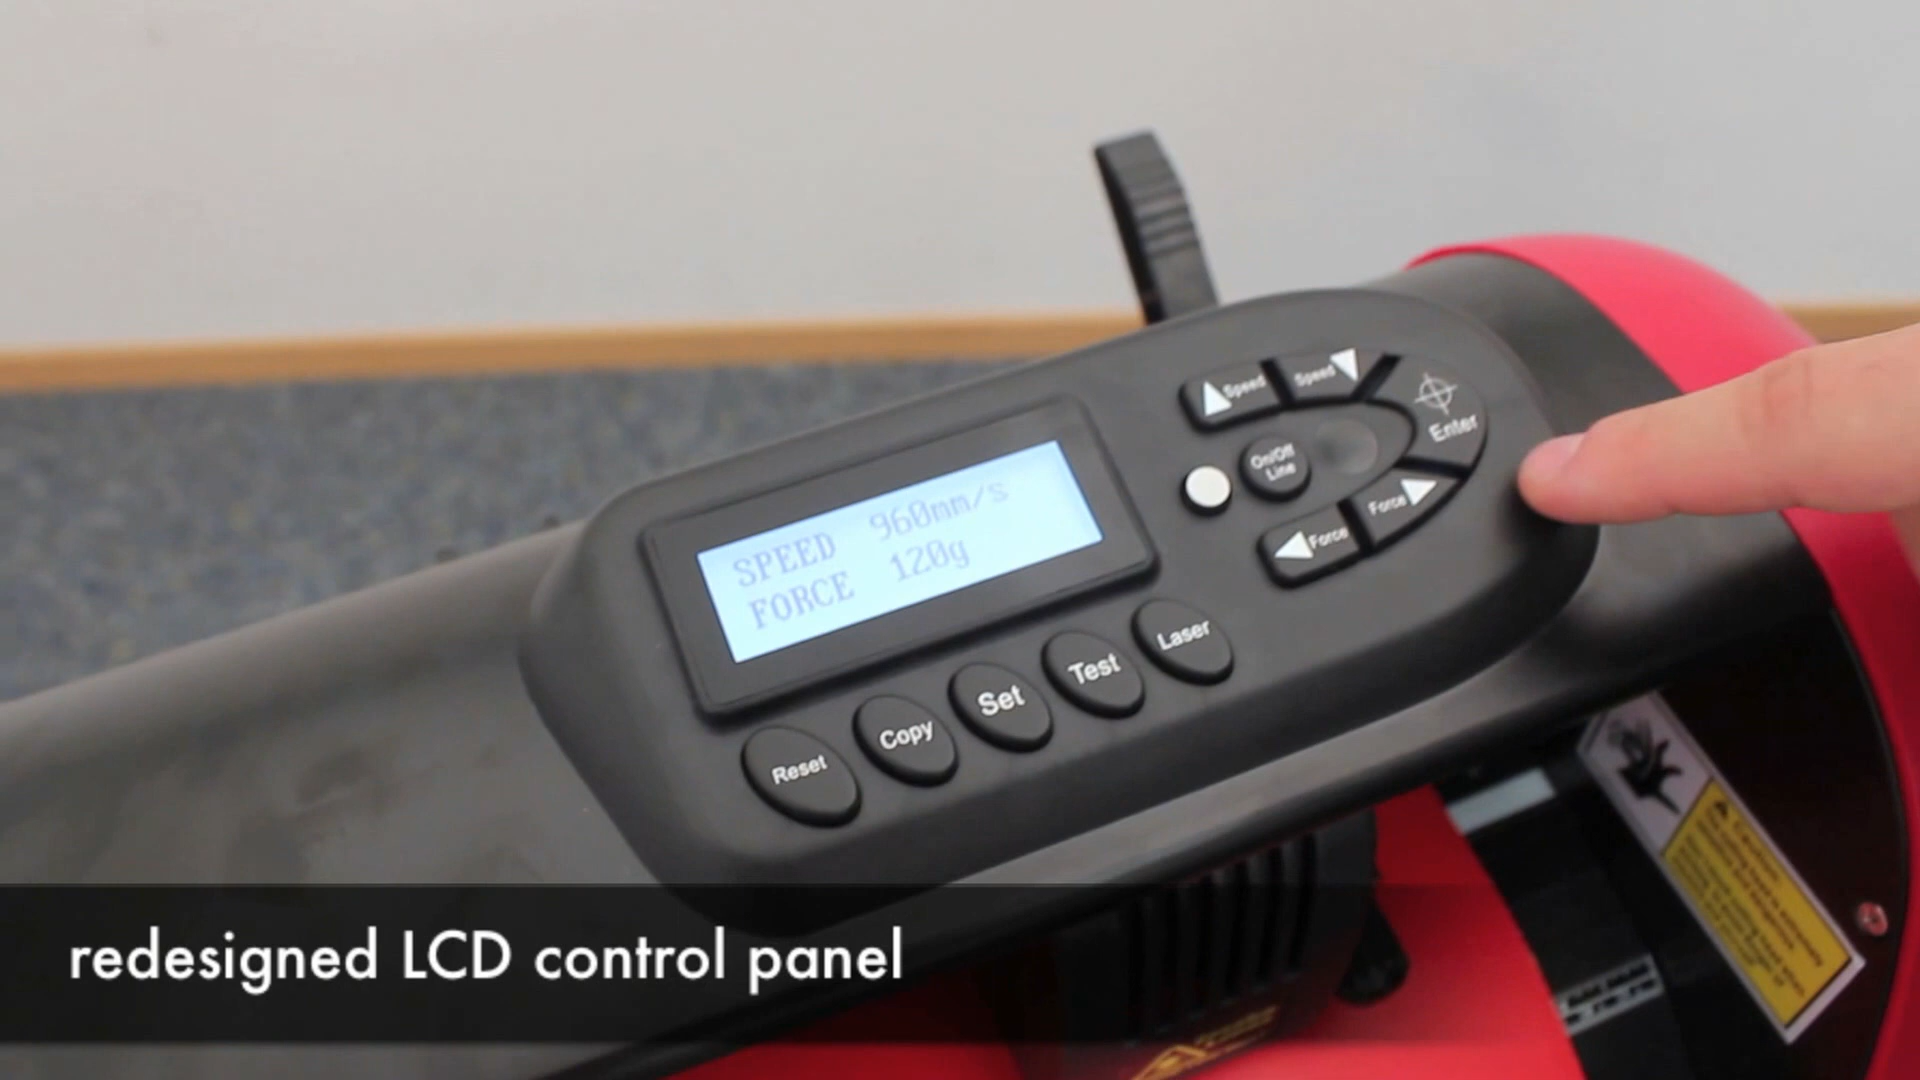 Speed
Speed
Enter
On/Off
Line
Force
Force
SPEED 960mm/s
FORCE 120g
Laser
Test
Set
Copy
Reset
redesigned LCD control panel